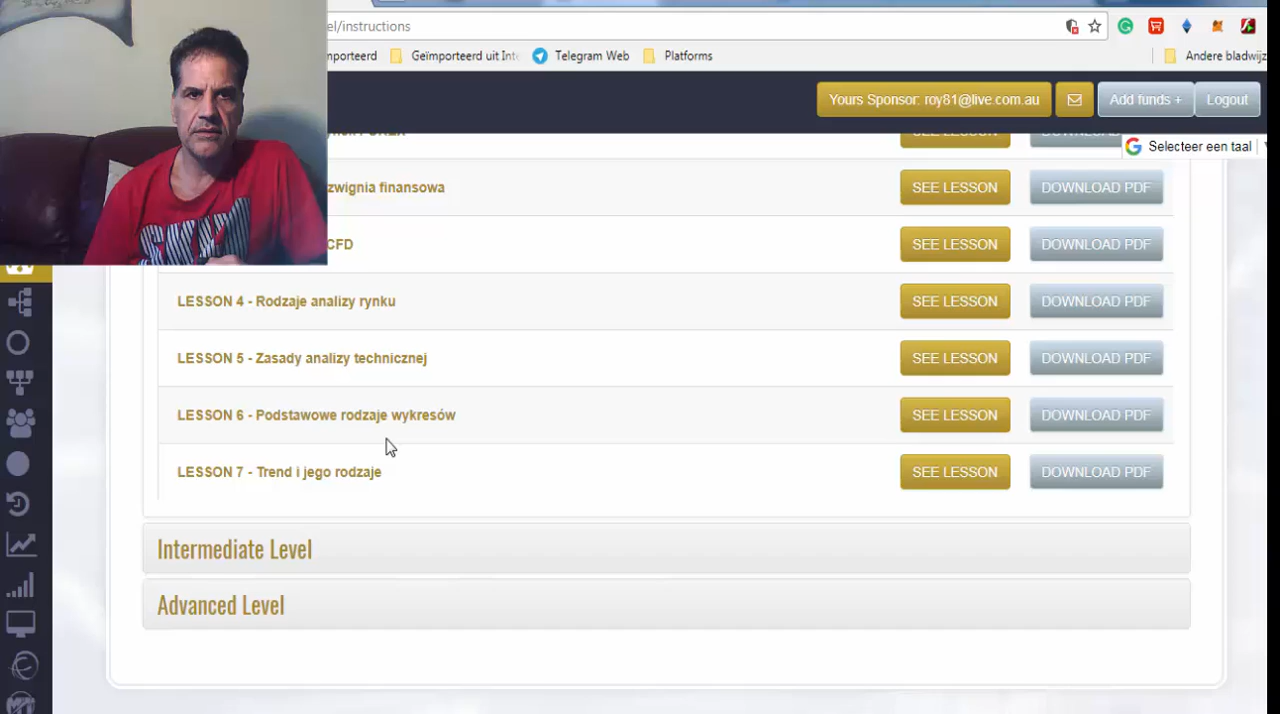 el/instructions
mporteerd
Geïmporteerd uit Inte
Telegram Web
Platforms
Andere bladwijz
Yours Sponsor: roy81@live.com.au
Add funds +
Logout
Selecteer een taal
zwignia finansowa
SEE LESSON
DOWNLOAD PDF
CFD
SEE LESSON
DOWNLOAD PDF
LESSON 4 - Rodzaje analizy rynku
SEE LESSON
DOWNLOAD PDF
LESSON 5 - Zasady analizy technicznej
SEE LESSON
DOWNLOAD PDF
LESSON 6 - Podstawowe rodzaje wykresów
SEE LESSON
DOWNLOAD PDF
LESSON 7 - Trend i jego rodzaje
SEE LESSON
DOWNLOAD PDF
Intermediate Level
Advanced Level